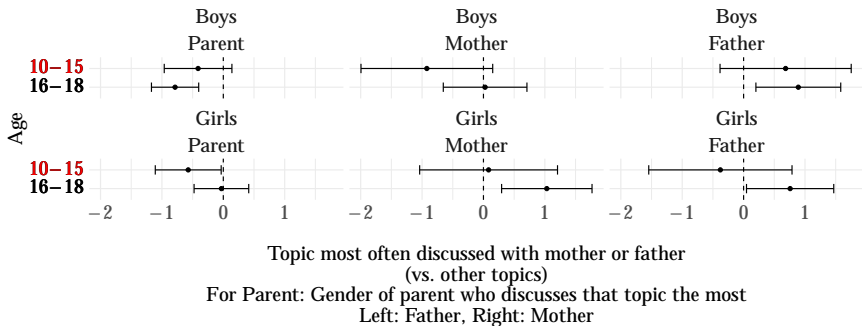 Boys Boys Boys
Parent Mother Father
10–15
16–18
Age
Girls Girls Girls
Parent Mother Father
10–15
16–18
−2 −1 0 1 −2 −1 0 1 −2 −1 0 1
Topic most often discussed with mother or father
(vs. other topics)
For Parent: Gender of parent who discusses that topic the most
Left: Father, Right: Mother